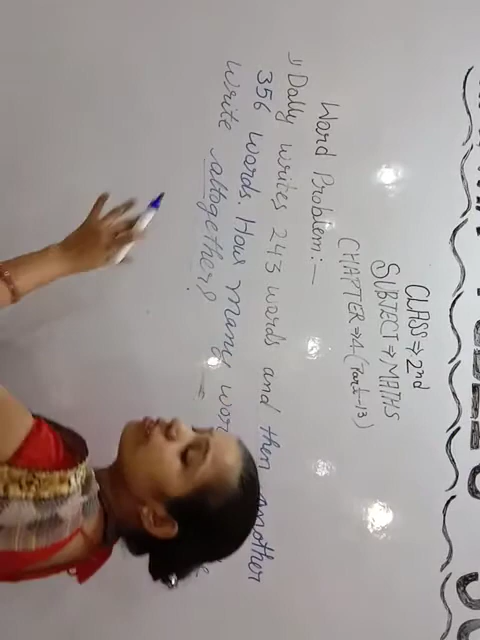 CLASS ⇒ 2nd
SUBJECT ⇒ MATHS
CHAPTER ⇒ 4 (Part-13)
Word Problem:—
1) Dolly writes 243 words and then another
356 words. How many
write altogether?